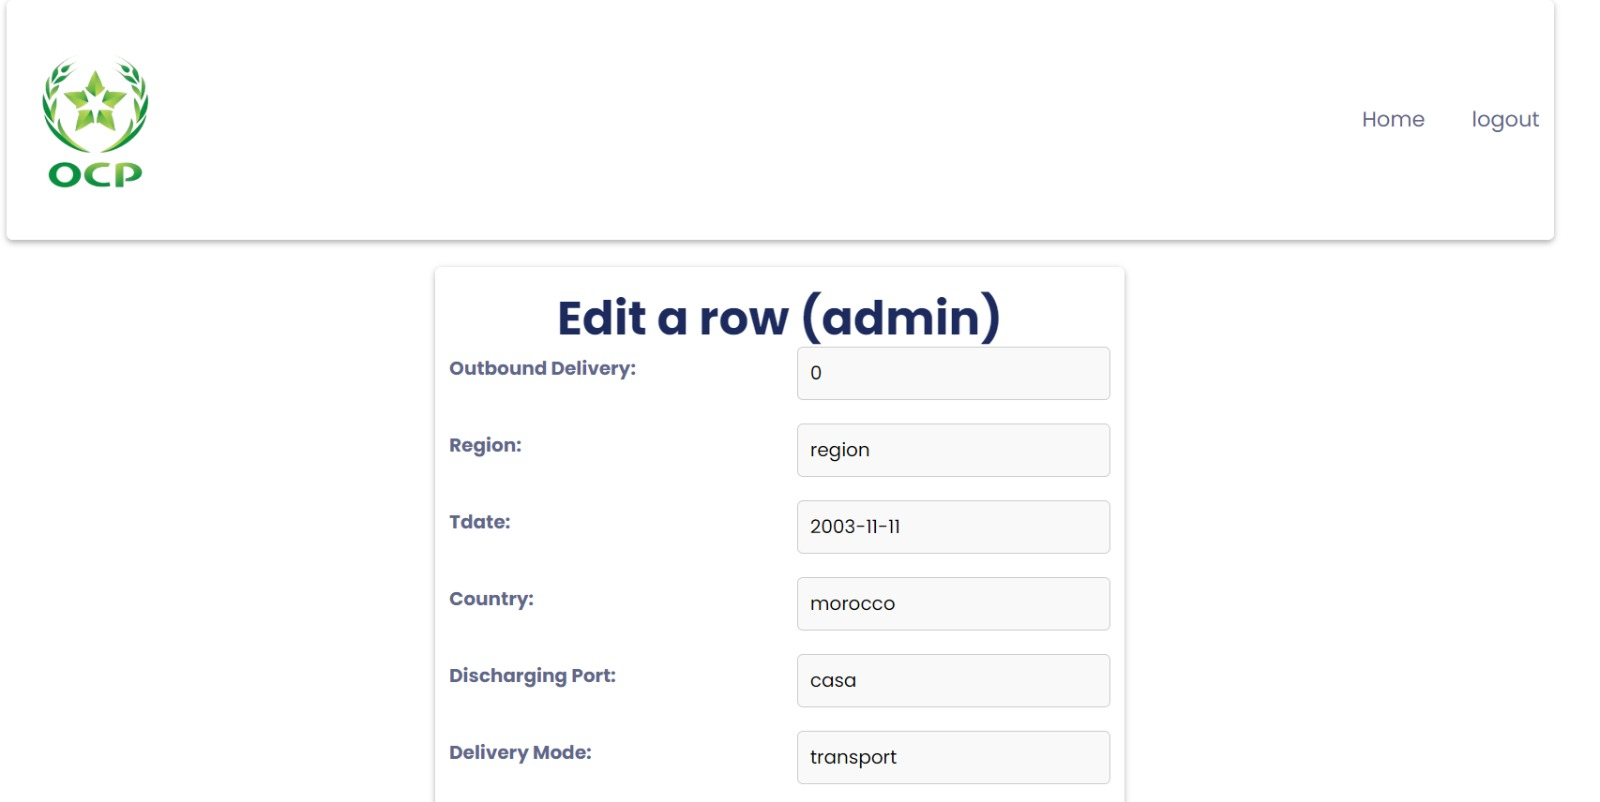 OCP
Home logout
Edit a row (admin)
Outbound Delivery: 0
Region: region
Tdate: 2003-11-11
Country: morocco
Discharging Port: casa
Delivery Mode: transport